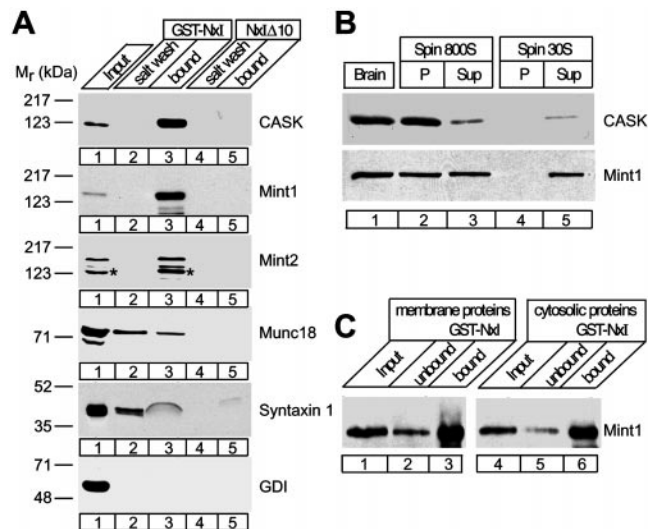 A
GST-NxI
NxIΔ10
Input
salt wash
bound
salt wash
bound
Mr (kDa)
217
123
CASK
1 2 3 4 5
217
123
Mint1
1 2 3 4 5
217
123
*
*
Mint2
1 2 3 4 5
71
Munc18
1 2 3 4 5
52
35
Syntaxin 1
1 2 3 4 5
71
48
GDI
1 2 3 4 5
B
Spin 800S
Spin 30S
Brain
P
Sup
P
Sup
CASK
Mint1
1 2 3 4 5
C
membrane proteins
GST-NxI
cytosolic proteins
GST-NxI
Input
unbound
bound
Input
unbound
bound
Mint1
1 2 3
4 5 6